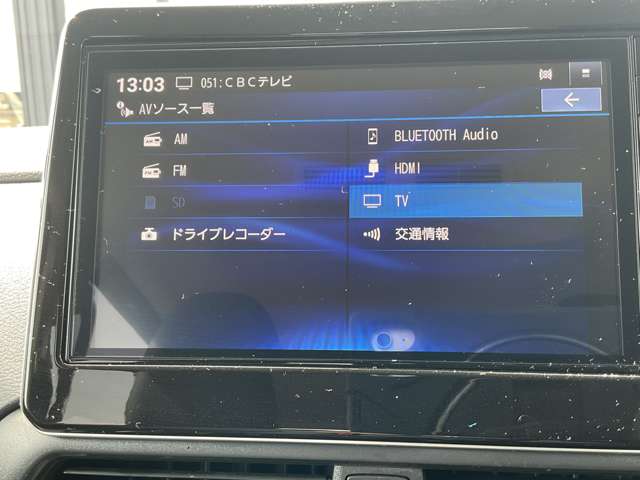 13:03 051:CBCテレビ
AVソース一覧
AM
BLUETOOTH Audio
FM
HDMI
SD
TV
ドライブレコーダー
交通情報